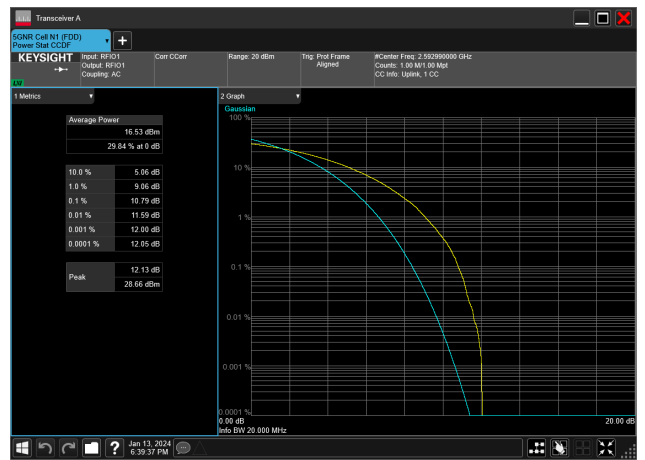 Transceiver A
5GNR Cell N1 (FDD)
Power Stat CCDF
KEYSIGHT
LXI
Input: RFIO1
Output: RFIO1
Coupling: AC
Corr CCorr
Range: 20 dBm
Trig: Prot Frame
Aligned
#Center Freq: 2.592990000 GHz
Counts: 1.00 M/1.00 Mpt
CC Info: Uplink, 1 CC
1 Metrics
Average Power
16.53 dBm
29.84 % at 0 dB
10.0 % 5.06 dB
1.0 % 9.06 dB
0.1 % 10.79 dB
0.01 % 11.59 dB
0.001 % 12.00 dB
0.0001 % 12.05 dB
Peak
12.13 dB
28.66 dBm
2 Graph
Gaussian
100 %
10 %
1 %
0.1 %
0.01 %
0.001 %
0.0001 %
0.00 dB
20.00 dB
Info BW 20.000 MHz
Jan 13, 2024
6:39:37 PM